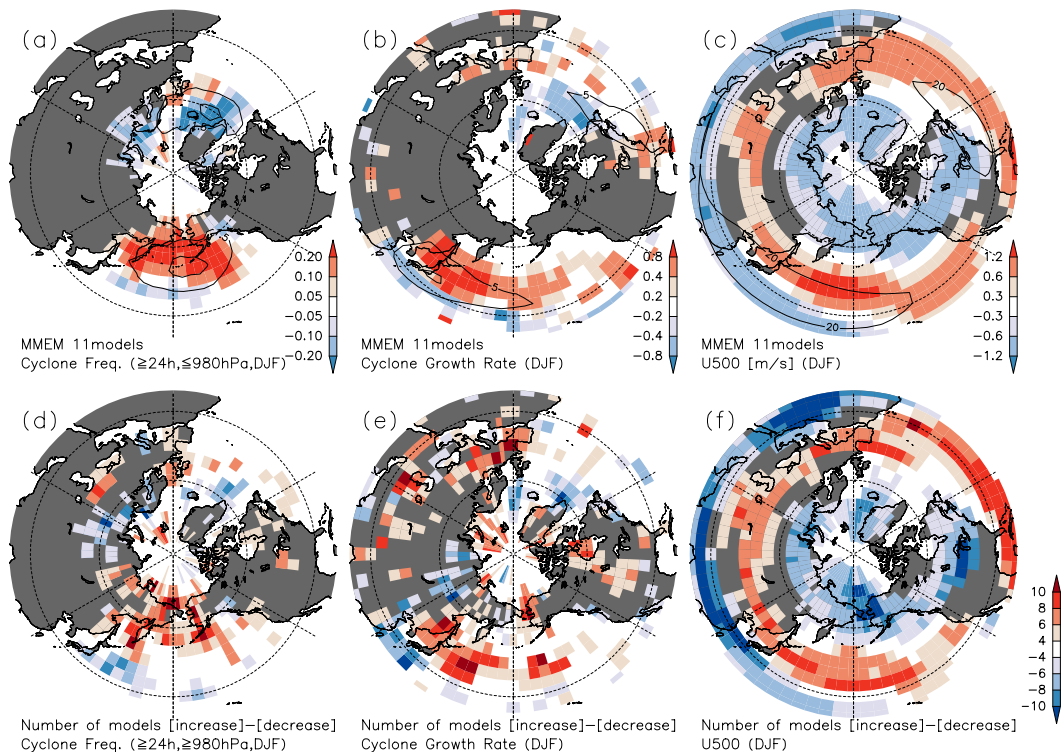 (a)
(b)
(c)
5
5
5
20
20
20
0.20
0.10
0.05
−0.05
−0.10
−0.20
0.8
0.4
0.2
−0.2
−0.4
−0.8
1.2
0.6
0.3
−0.3
−0.6
−1.2
MMEM 11models
Cyclone Freq. (≥24h,≤980hPa,DJF)
MMEM 11models
Cyclone Growth Rate (DJF)
MMEM 11models
U500 [m/s] (DJF)
(d)
(e)
(f)
10
8
6
4
−4
−6
−8
−10
Number of models [increase]−[decrease]
Cyclone Freq. (≥24h,≤980hPa,DJF)
Number of models [increase]−[decrease]
Cyclone Growth Rate (DJF)
Number of models [increase]−[decrease]
U500 (DJF)